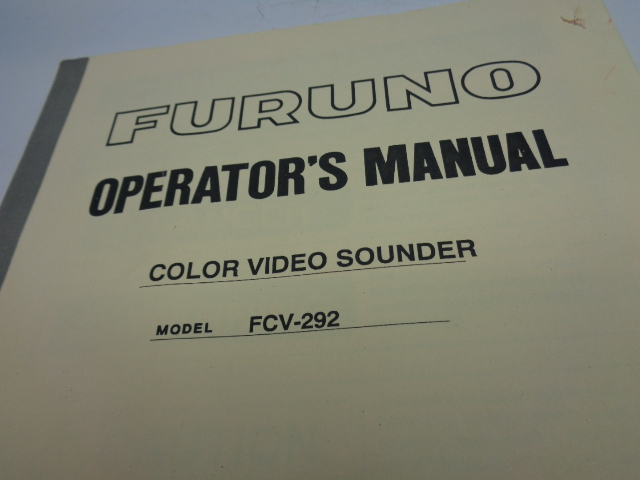 FURUNO
OPERATOR'S MANUAL
COLOR VIDEO SOUNDER
MODEL FCV-292